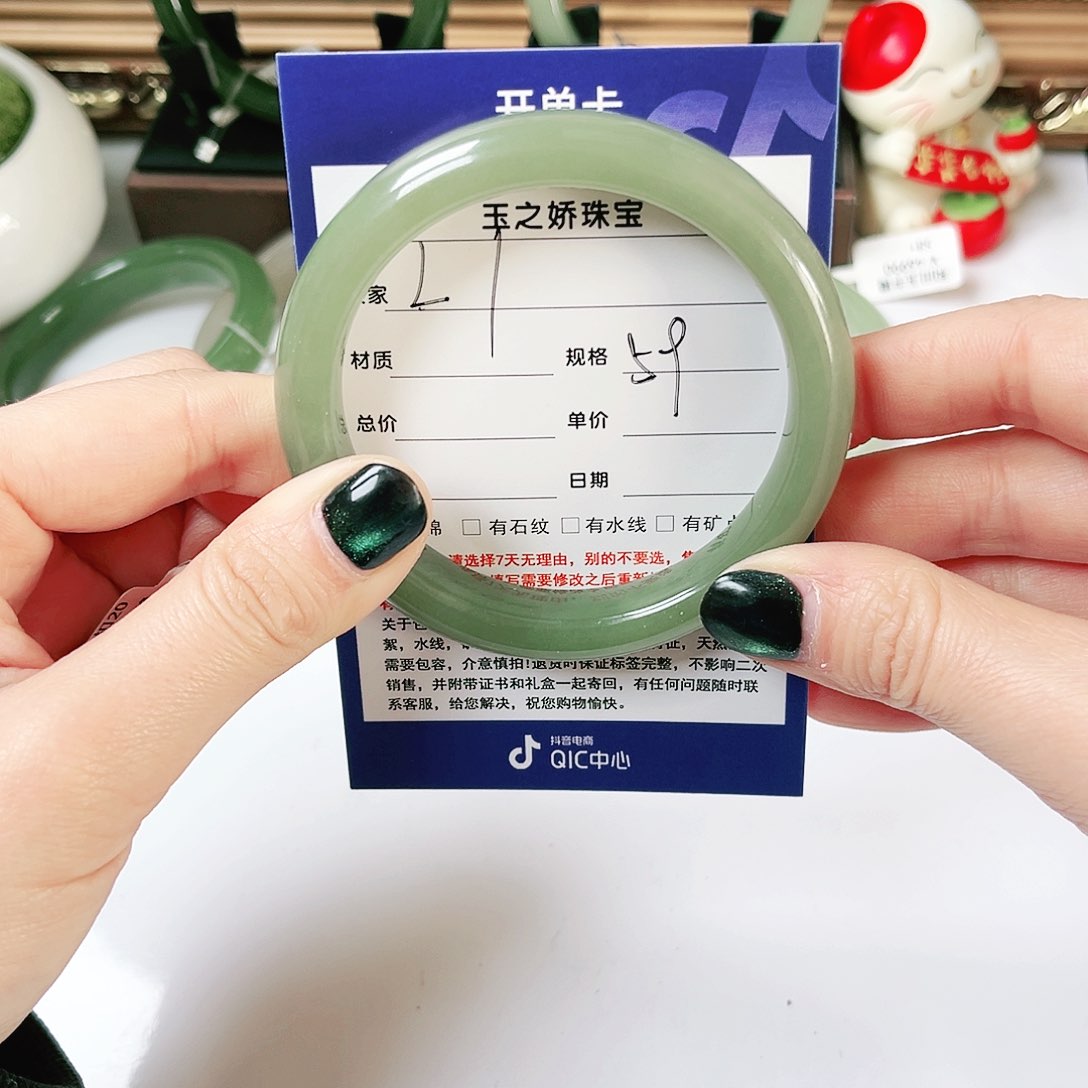 开单卡
玉之娇珠宝
家
材质 规格 59
总价 单价
日期
棉 □ 有石纹 □ 有水线 □ 有矿
请选择7天无理由，别的不要选，
填写需要修改之后重新
关于
絮，水线， 征，天然
需要包容，介意慎拍!退货时保证标签完整，不影响二次
销售，并附带证书和礼盒一起寄回，有任何问题随时联
系客服，给您解决，祝您购物愉快。
抖音电商
QIC中心